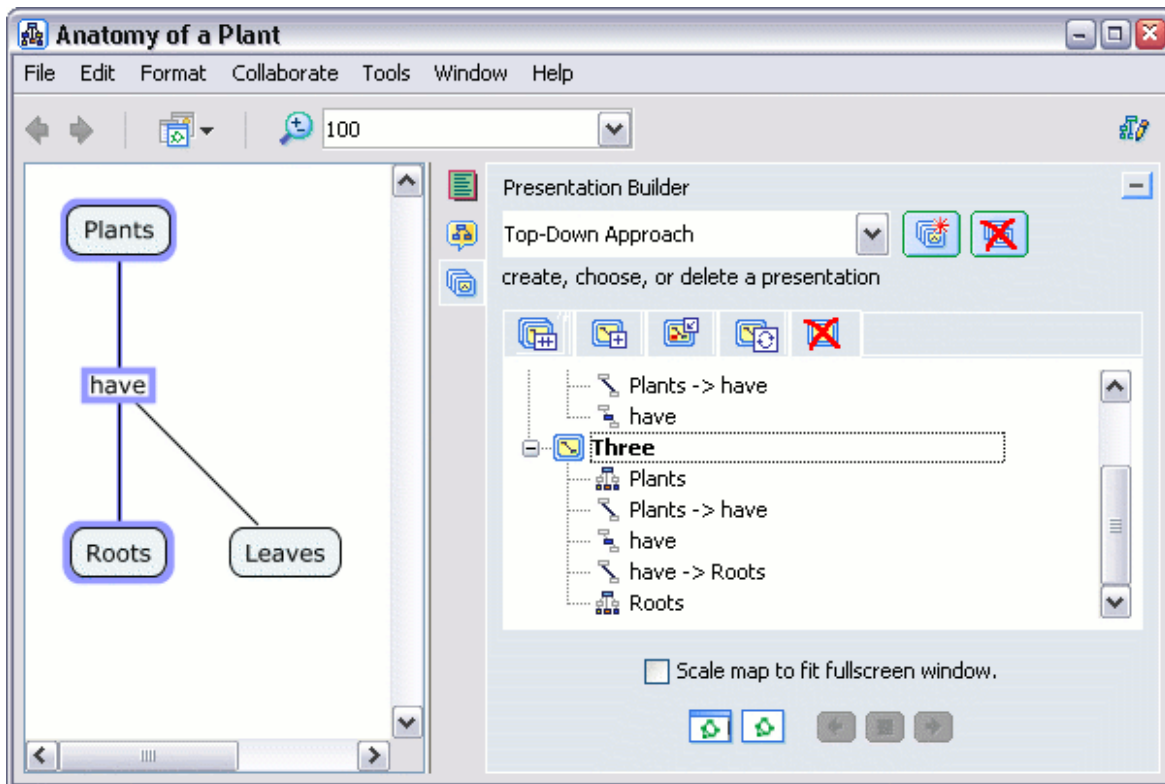 Anatomy of a Plant
File Edit Format Collaborate Tools Window Help
100
Plants
have
Roots
Leaves
Presentation Builder
Top-Down Approach
create, choose, or delete a presentation
Plants -> have
have
Three
Plants
Plants -> have
have
have -> Roots
Roots
Scale map to fit fullscreen window.